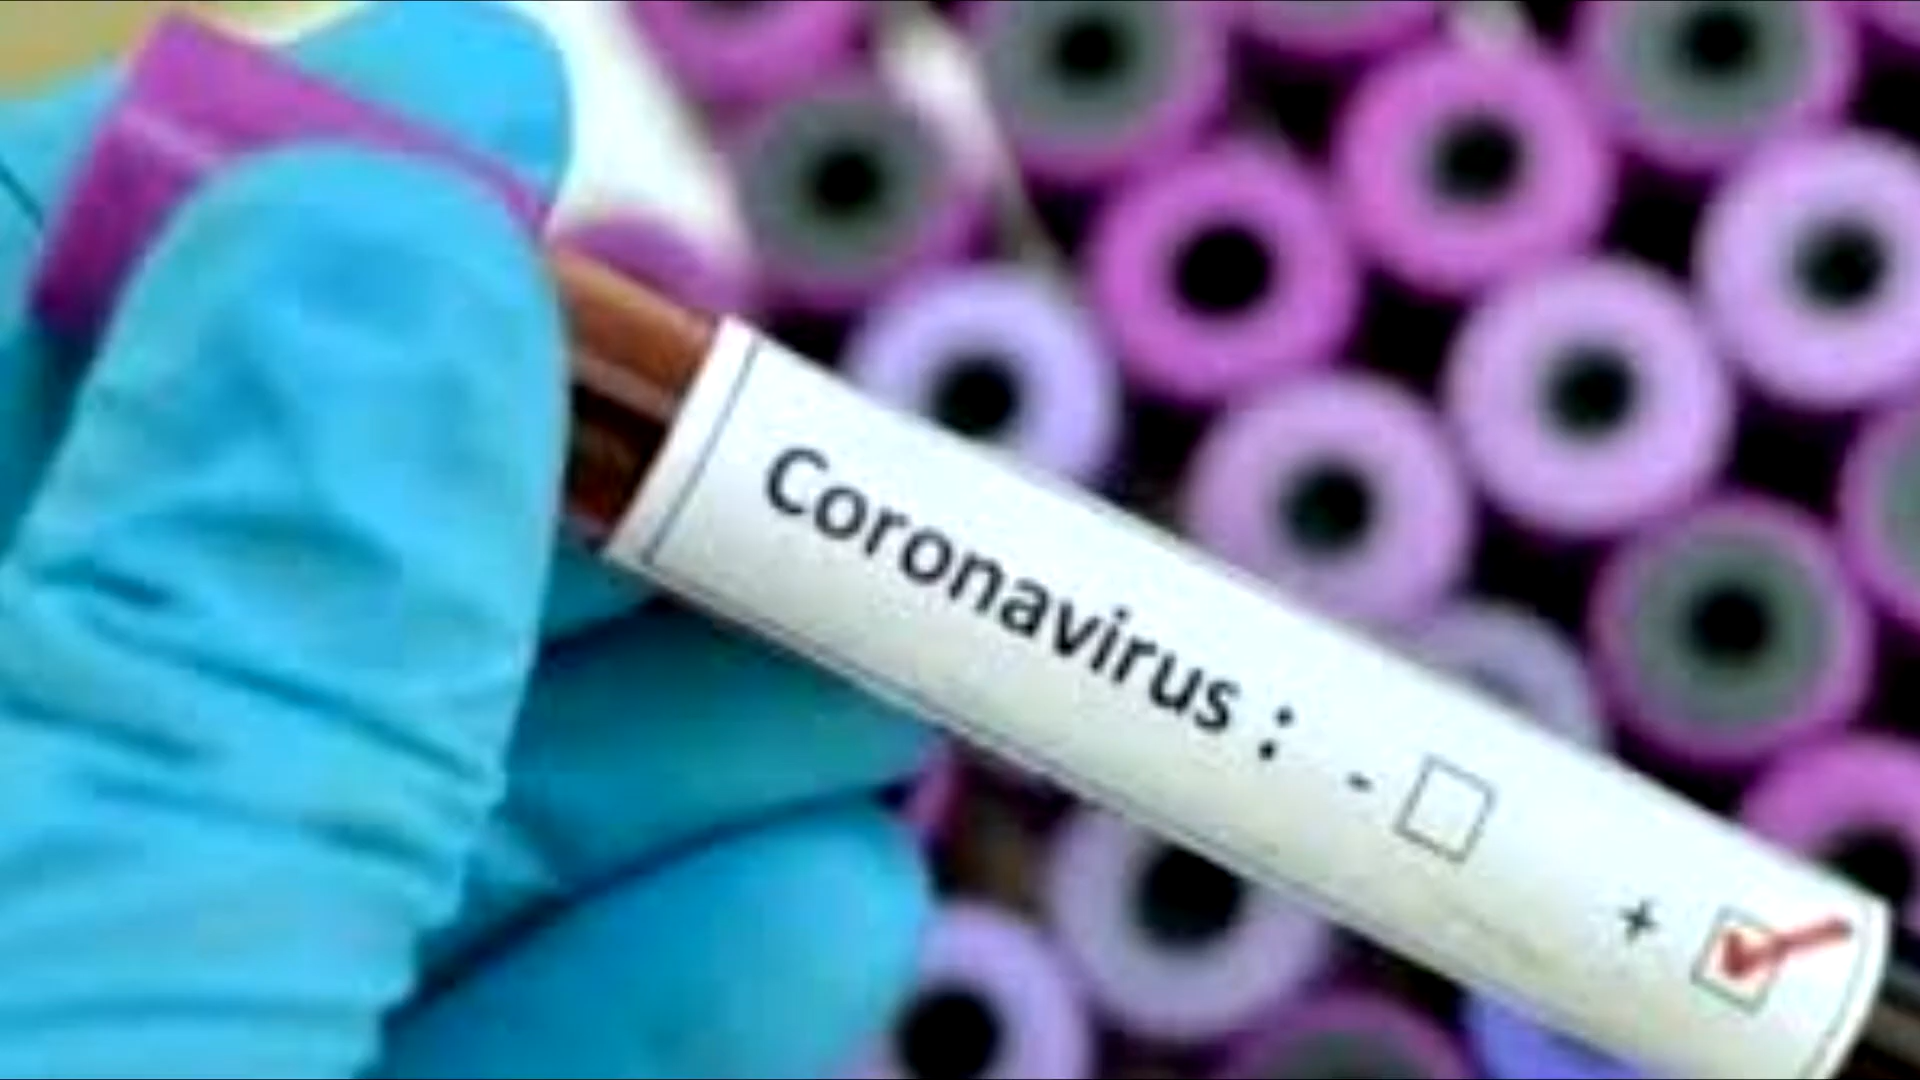 Coronavirus :
- ☐
+ ☑